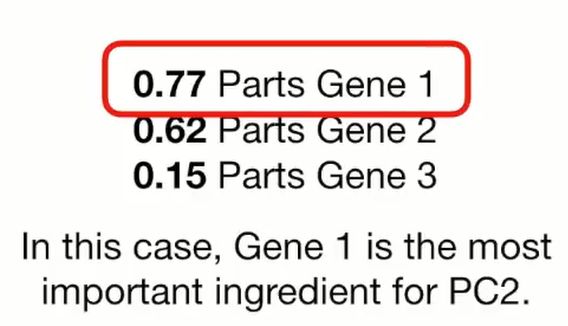 0.77 Parts Gene 1
0.62 Parts Gene 2
0.15 Parts Gene 3
In this case, Gene 1 is the most
important ingredient for PC2.